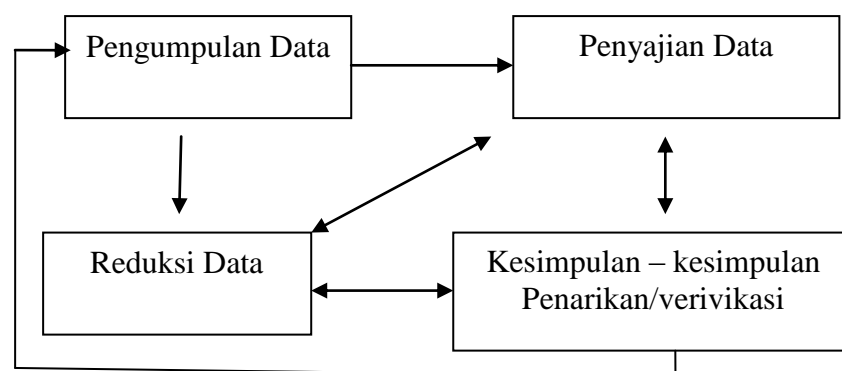 Pengumpulan Data
Penyajian Data
Reduksi Data
Kesimpulan – kesimpulan
Penarikan/verivikasi